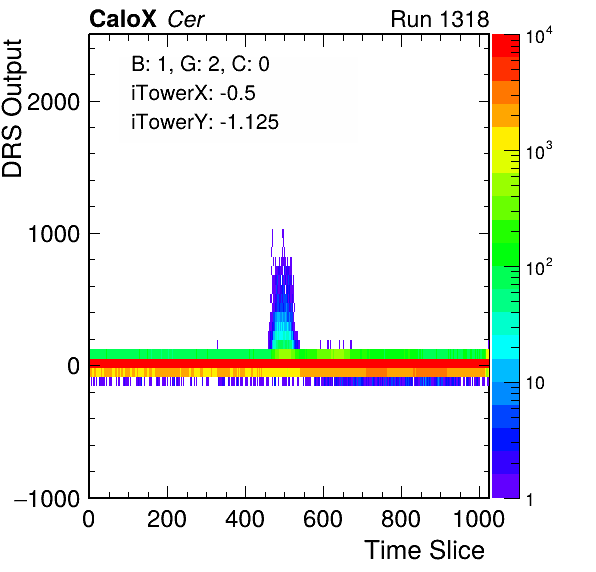 CaloX Cer Run 1318
B: 1, G: 2, C: 0
iTowerX: -0.5
iTowerY: -1.125
DRS Output
2000
1000
0
−1000
0 200 400 600 800 1000
Time Slice
10⁴
10³
10²
10
1